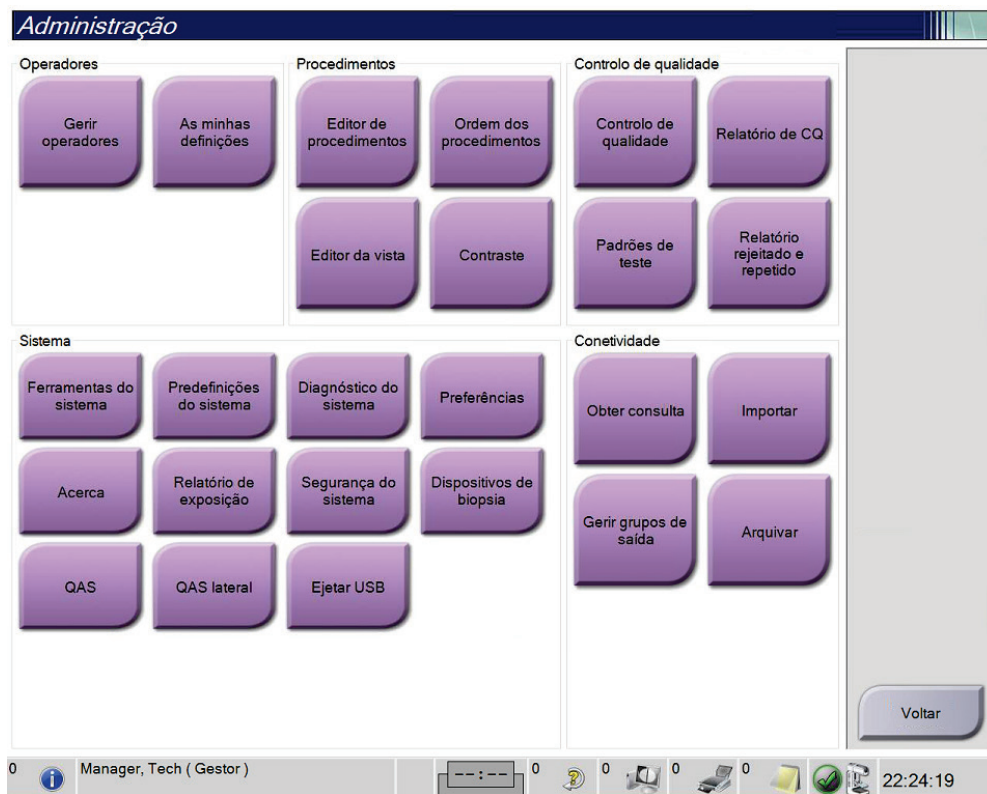 Administração
Operadores
Gerir
operadores
As minhas
definições
Procedimentos
Editor de
procedimentos
Ordem dos
procedimentos
Editor da vista
Contraste
Controlo de qualidade
Controlo de
qualidade
Relatório de CQ
Padrões de
teste
Relatório
rejeitado e
repetido
Sistema
Ferramentas do
sistema
Predefinições
do sistema
Diagnóstico do
sistema
Preferências
Acerca
Relatório de
exposição
Segurança do
sistema
Dispositivos de
biopsia
QAS
QAS lateral
Ejetar USB
Conetividade
Obter consulta
Importar
Gerir grupos de
saída
Arquivar
Voltar
0
Manager, Tech ( Gestor )
--:--
0
0
0
0
22:24:19